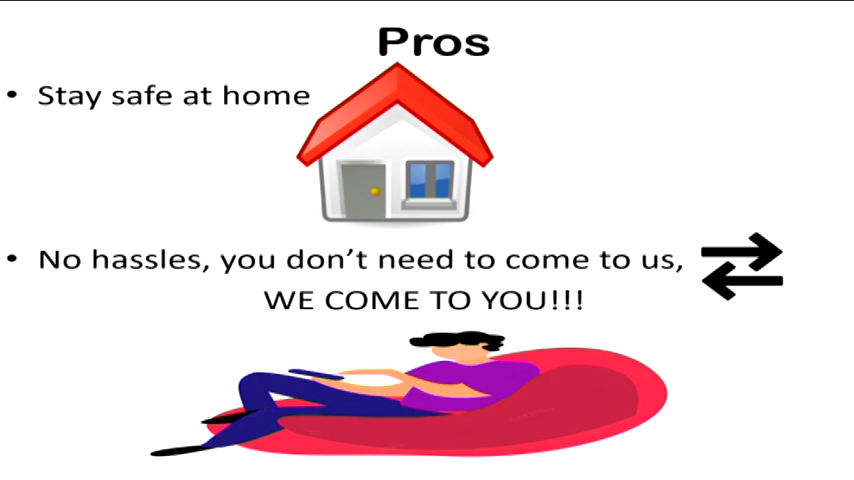 Pros
• Stay safe at home
• No hassles, you don’t need to come to us,
WE COME TO YOU!!!